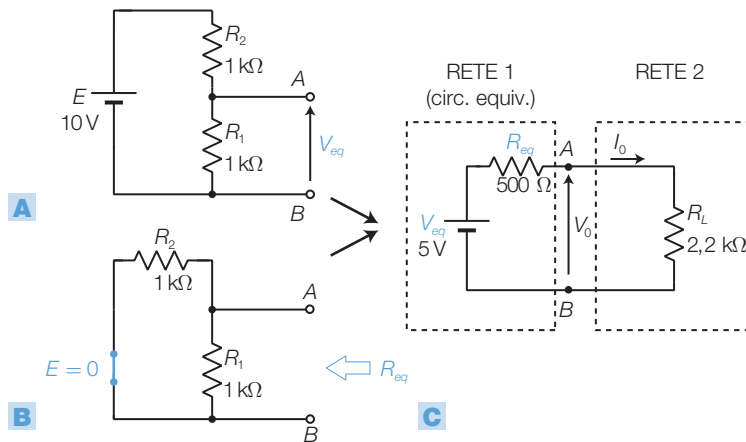 R2
1 kΩ
A
E
10 V
R1
1 kΩ
Veq
B
A
R2
1 kΩ
A
E = 0
R1
1 kΩ
Req
B
B
RETE 1
(circ. equiv.)
RETE 2
A
I0
Req
500 Ω
Veq
5 V
V0
RL
2,2 kΩ
B
C